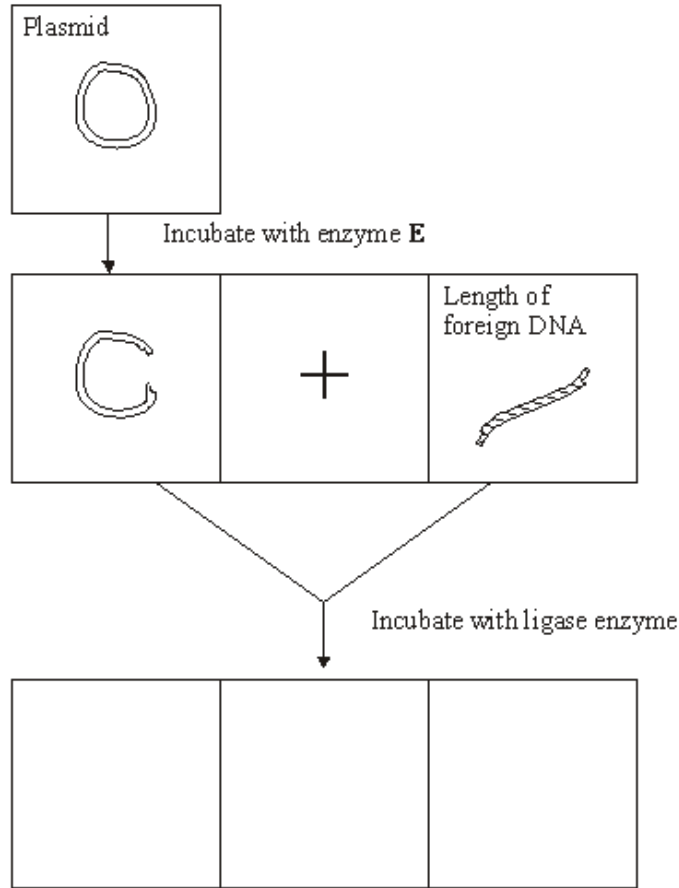 Plasmid
Incubate with enzyme E
Length of
foreign DNA
+
Incubate with ligase enzyme